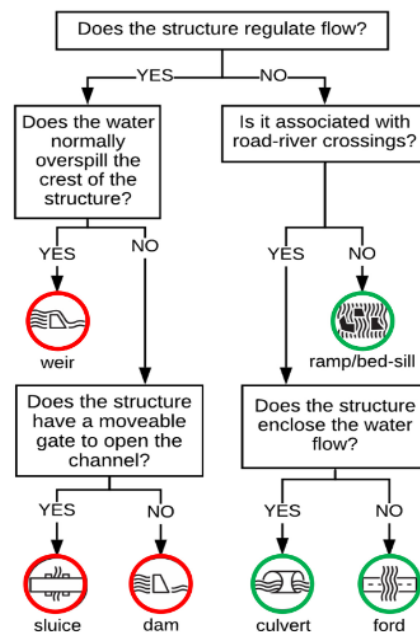 Does the structure regulate flow?
YES
NO
Does the water
normally
overspill the
crest of the
structure?
Is it associated with
road-river crossings?
YES
NO
YES
NO
weir
ramp/bed-sill
Does the structure
have a moveable
gate to open the
channel?
Does the structure
enclose the water
flow?
YES
NO
YES
NO
sluice
dam
culvert
ford